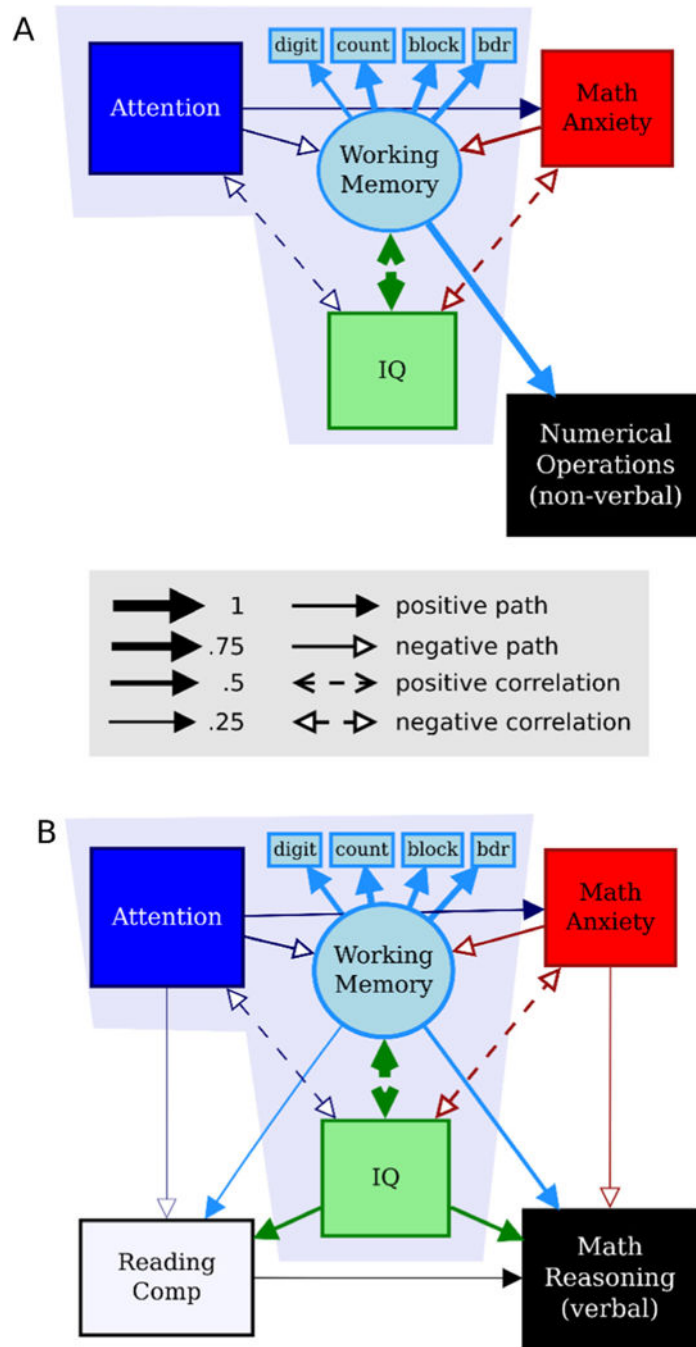 A
digit count block bdr
Attention
Working
Memory
Math
Anxiety
IQ
Numerical
Operations
(non-verbal)
1 positive path
.75 negative path
.5 positive correlation
.25 negative correlation
B
digit count block bdr
Attention
Working
Memory
Math
Anxiety
IQ
Reading
Comp
Math
Reasoning
(verbal)